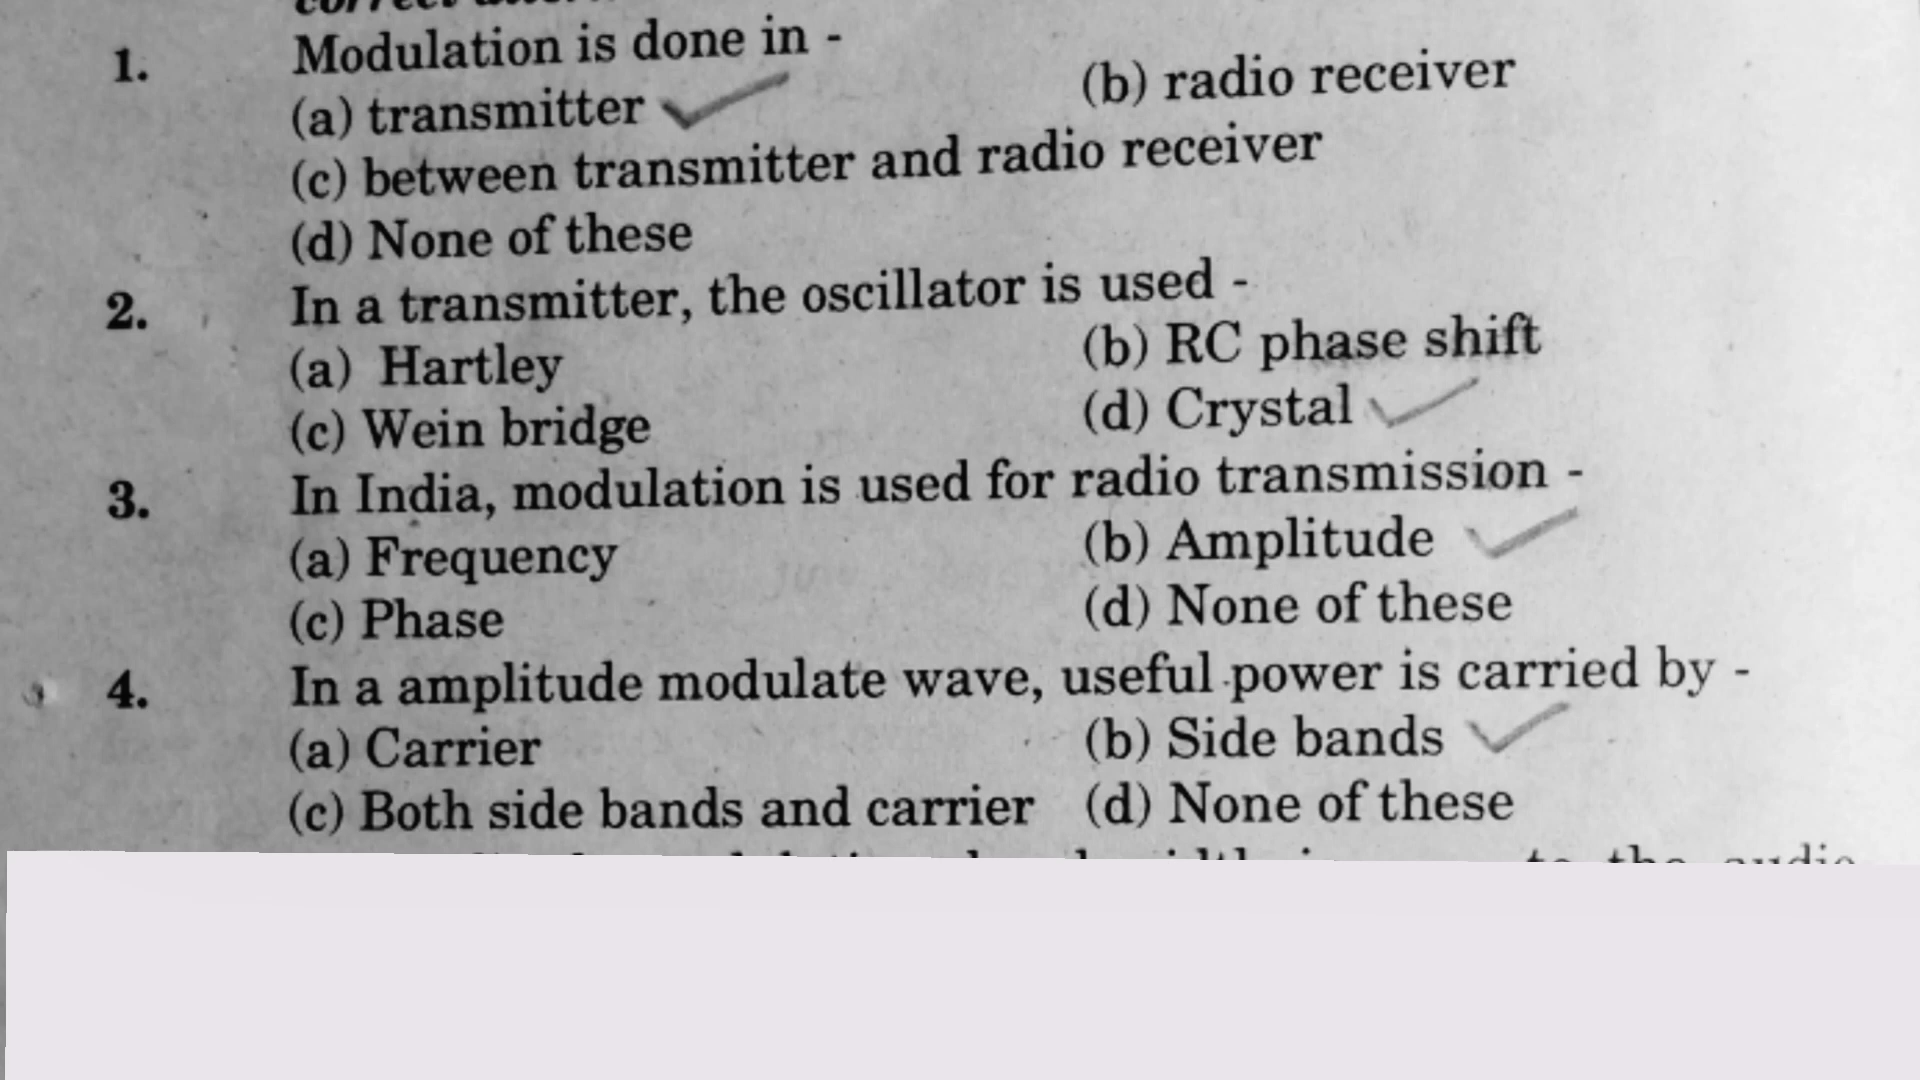 1. Modulation is done in -
(a) transmitter (b) radio receiver
(c) between transmitter and radio receiver
(d) None of these
2. In a transmitter, the oscillator is used -
(a) Hartley (b) RC phase shift
(c) Wein bridge (d) Crystal
3. In India, modulation is used for radio transmission -
(a) Frequency (b) Amplitude
(c) Phase (d) None of these
4. In a amplitude modulate wave, useful power is carried by -
(a) Carrier (b) Side bands
(c) Both side bands and carrier (d) None of these